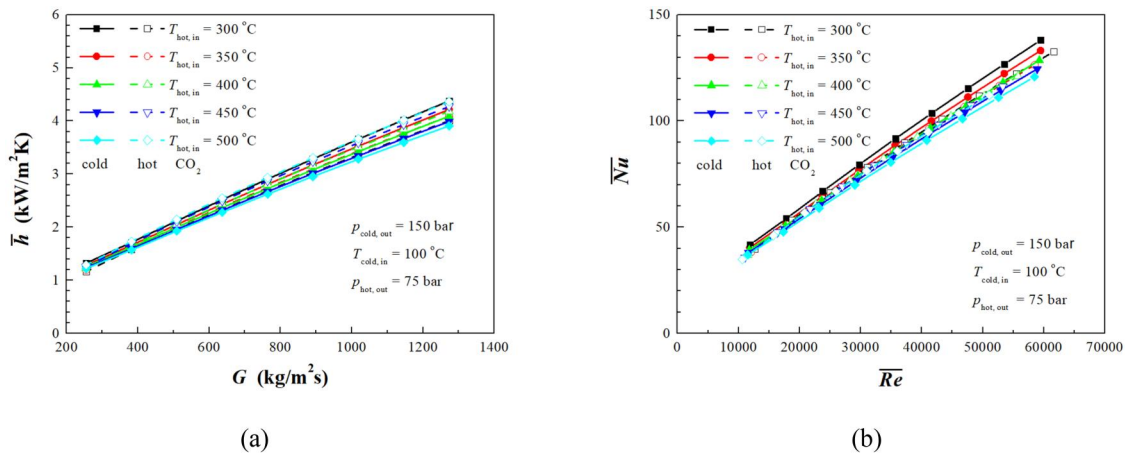 6
5
4
3
2
1
0
200 400 600 800 1000 1200 1400
h̅ (kW/m²K)
G (kg/m²s)
T_hot, in = 300 °C
T_hot, in = 350 °C
T_hot, in = 400 °C
T_hot, in = 450 °C
T_hot, in = 500 °C
cold hot CO₂
p_cold, out = 150 bar
T_cold, in = 100 °C
p_hot, out = 75 bar
(a)
150
100
50
0
0 10000 20000 30000 40000 50000 60000 70000
N̅u̅
R̅e̅
T_hot, in = 300 °C
T_hot, in = 350 °C
T_hot, in = 400 °C
T_hot, in = 450 °C
T_hot, in = 500 °C
cold hot CO₂
p_cold, out = 150 bar
T_cold, in = 100 °C
p_hot, out = 75 bar
(b)